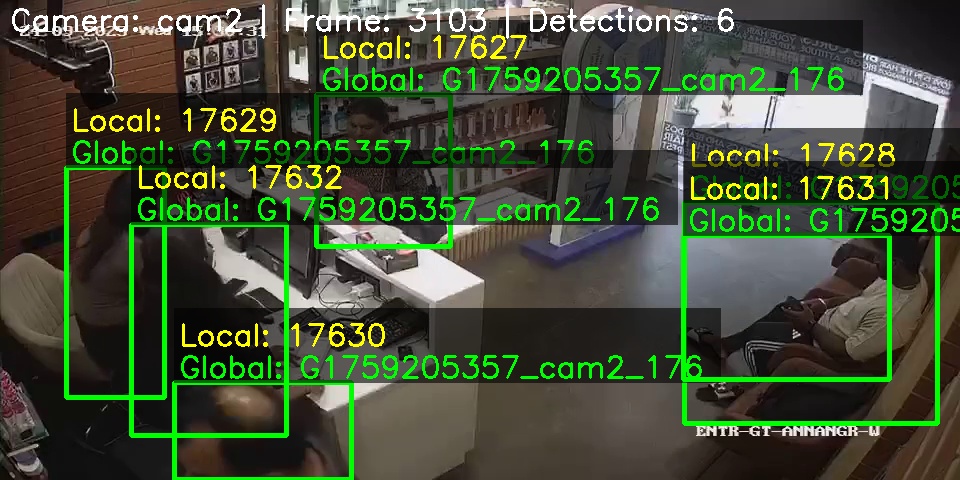 Camera: cam2 | Frame: 3103 | Detections: 6
Local: 17627
Global: G1759205357_cam2_176
Local: 17629
Global: G1759205357_cam2_176
Local: 17628
Local: 17632
Global: G1759205357_cam2_176
Local: 17631
Global: G1759205
Local: 17630
Global: G1759205357_cam2_176
ENTR-GT-ANNANGR-W